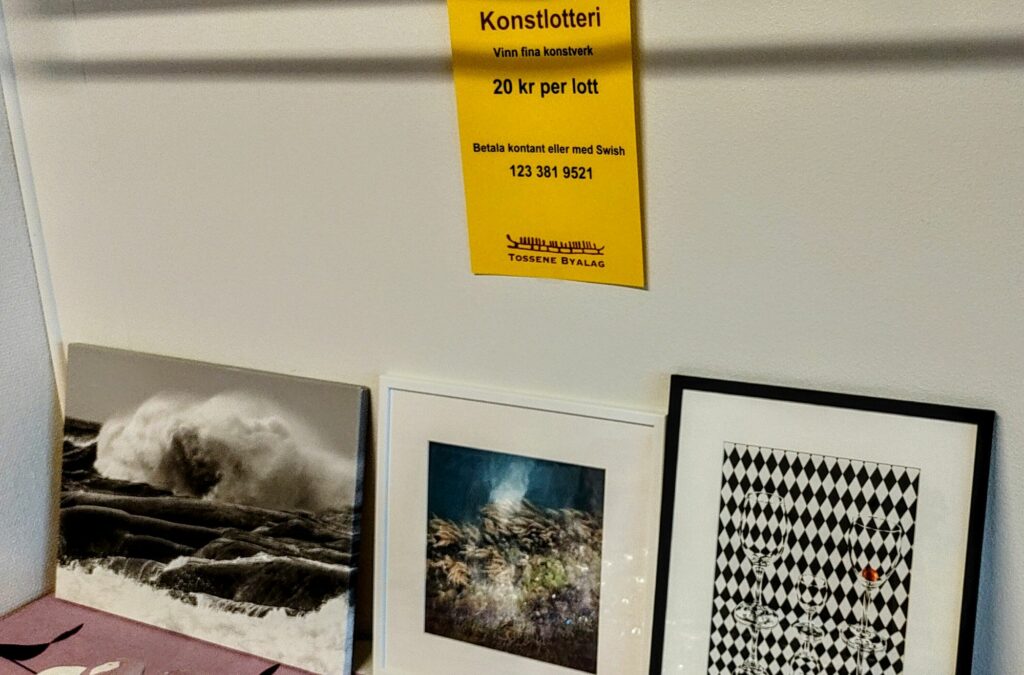 Konstlotteri
Vinn fina konstverk
20 kr per lott
Betala kontant eller med Swish
123 381 9521
TOSSENE BYALAG